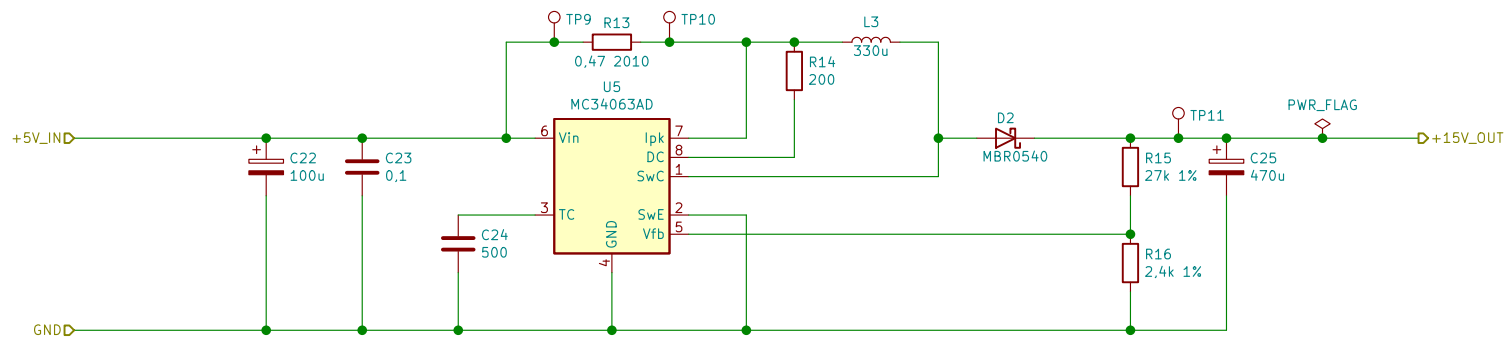 TP9
R13
TP10
L3
0,47 2010
330u
R14
200
U5
MC34063AD
PWR_FLAG
D2
TP11
+5V_IN
6
Vin
Ipk
7
MBR0540
+15V_OUT
+
C22
100u
C23
0,1
DC
8
SwC
1
R15
27k 1%
+
C25
470u
3
TC
SwE
2
GND
Vfb
5
C24
500
4
R16
2,4k 1%
GND